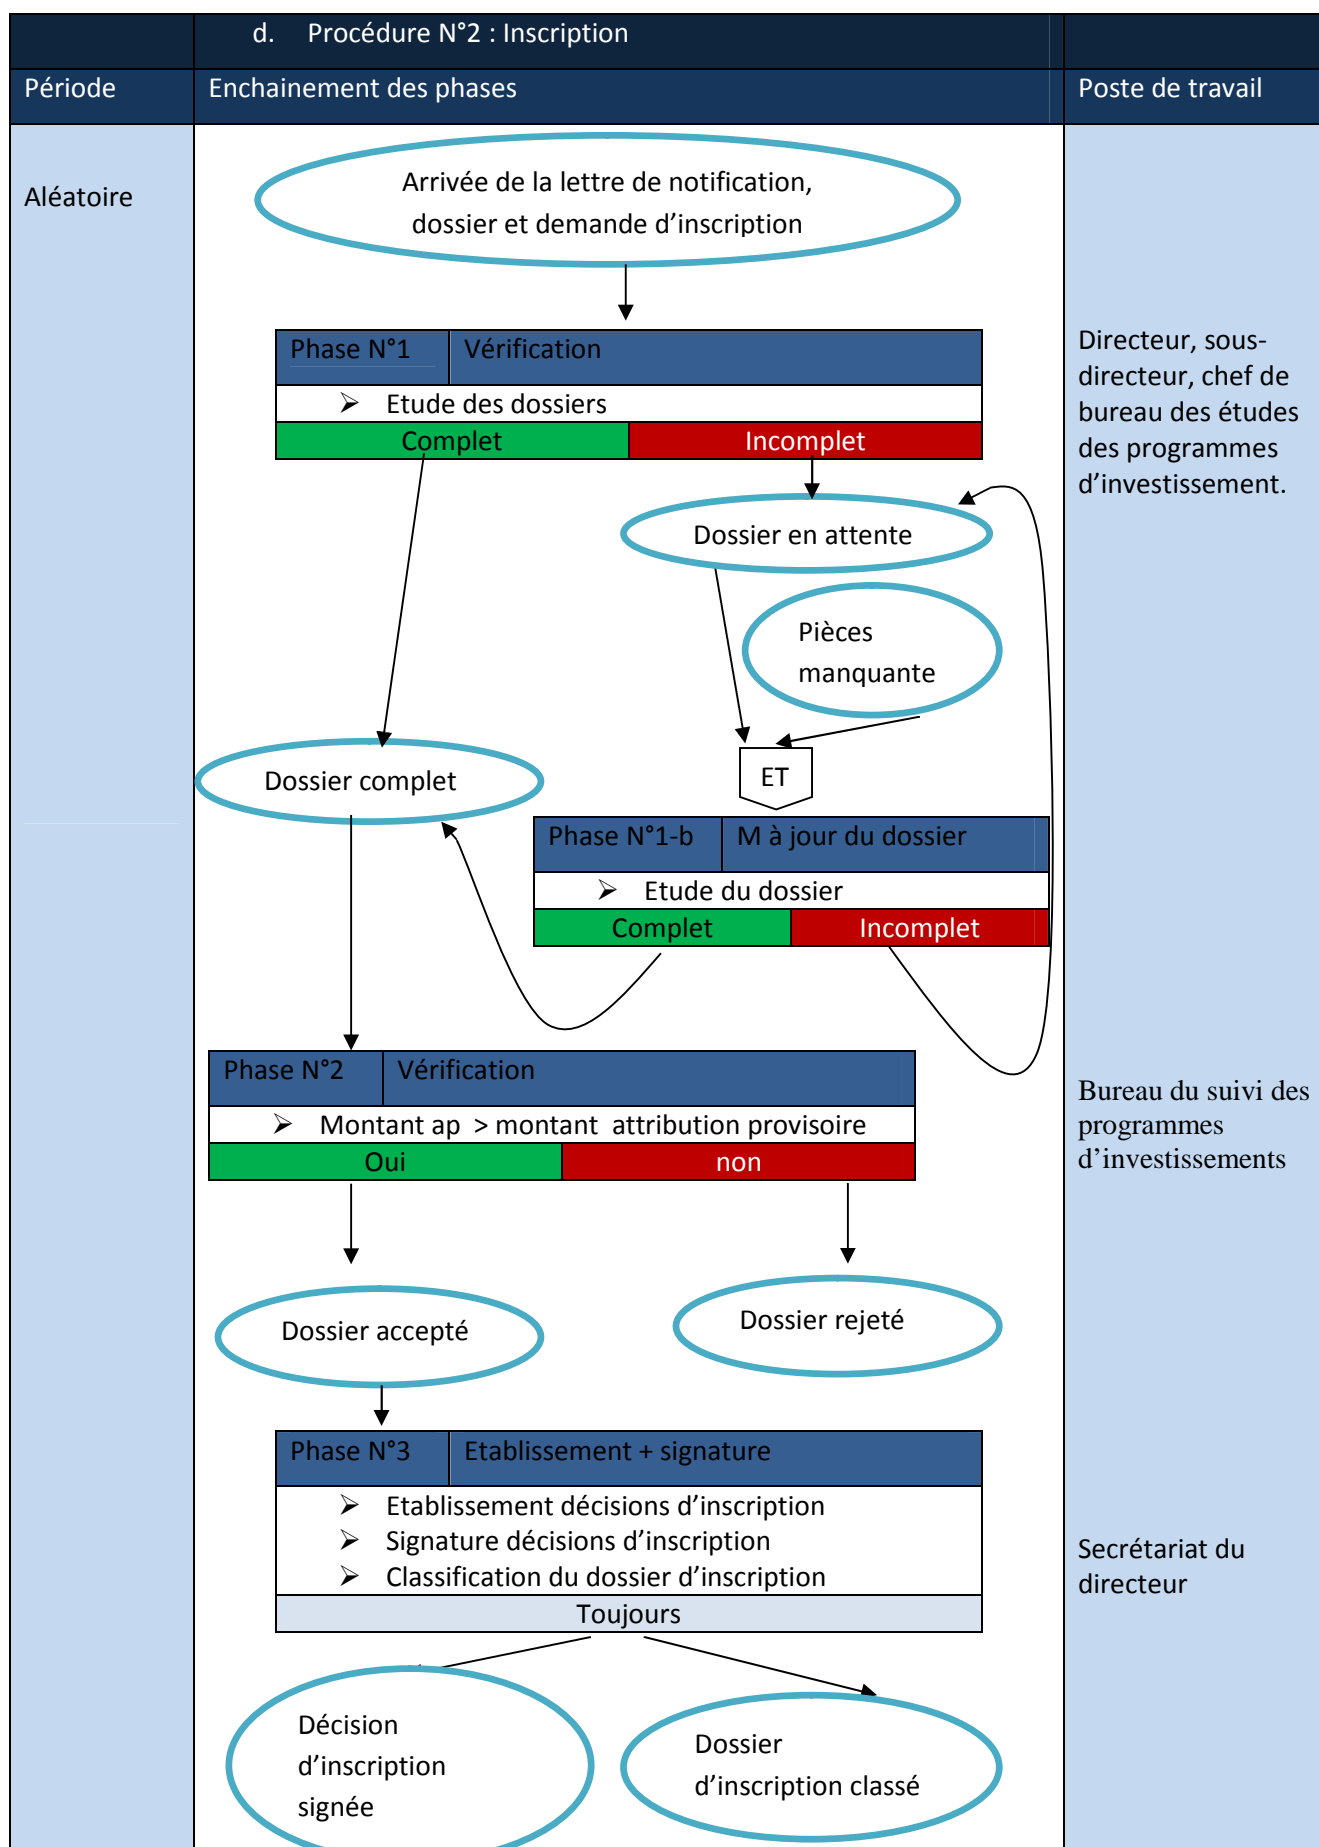 d. Procédure N°2 : Inscription
Période
Enchainement des phases
Poste de travail
Aléatoire
Arrivée de la lettre de notification,
dossier et demande d’inscription
Phase N°1
Vérification
➢ Etude des dossiers
Complet
Incomplet
Directeur, sous-
directeur, chef de
bureau des études
des programmes
d’investissement.
Dossier en attente
Pièces
manquante
ET
Dossier complet
Phase N°1-b
M à jour du dossier
➢ Etude du dossier
Complet
Incomplet
Phase N°2
Vérification
➢ Montant ap > montant attribution provisoire
Oui
non
Bureau du suivi des
programmes
d’investissements
Dossier accepté
Dossier rejeté
Phase N°3
Etablissement + signature
➢ Etablissement décisions d’inscription
➢ Signature décisions d’inscription
➢ Classification du dossier d’inscription
Toujours
Secrétariat du
directeur
Décision
d’inscription
signée
Dossier
d’inscription classé